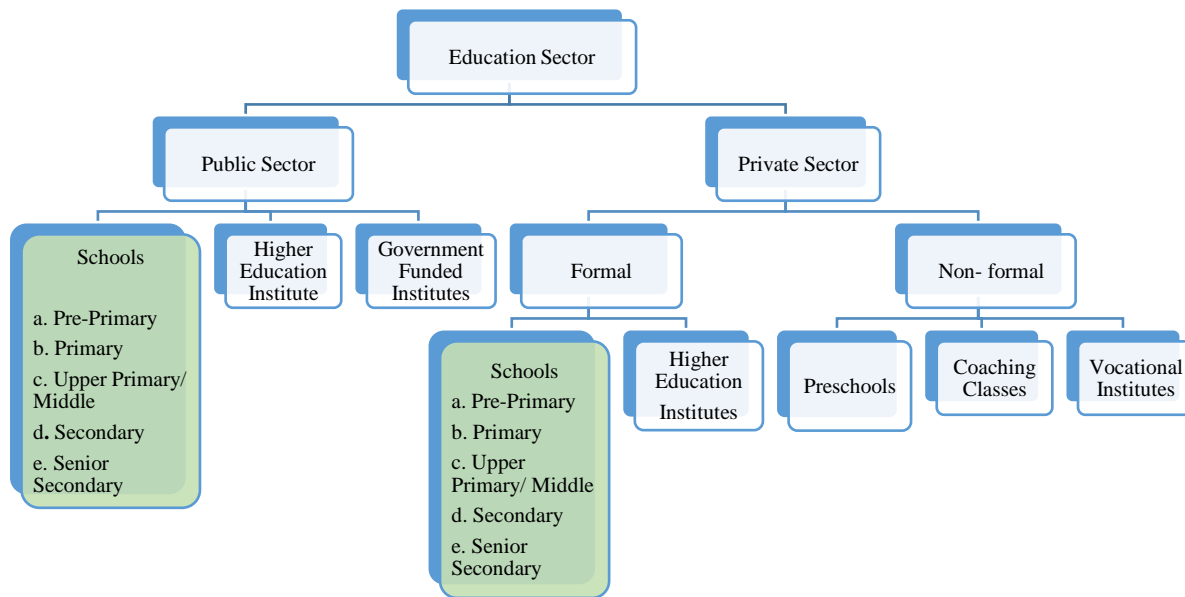 Education Sector
Public Sector
Private Sector
Schools
a. Pre-Primary
b. Primary
c. Upper Primary/
Middle
d. Secondary
e. Senior
Secondary
Higher
Education
Institute
Government
Funded
Institutes
Formal
Non- formal
Schools
a. Pre-Primary
b. Primary
c. Upper
Primary/ Middle
d. Secondary
e. Senior
Secondary
Higher
Education
Institutes
Preschools
Coaching
Classes
Vocational
Institutes